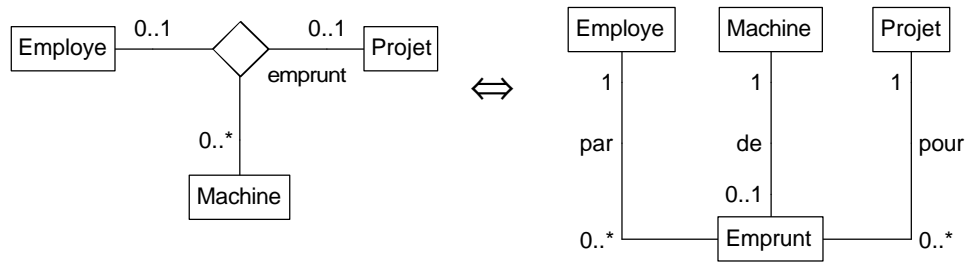 0..1
0..1
Employe
Projet
emprunt
0..*
Machine
⇔
Employe
Machine
Projet
1
1
1
par
de
pour
0..1
0..*
Emprunt
0..*